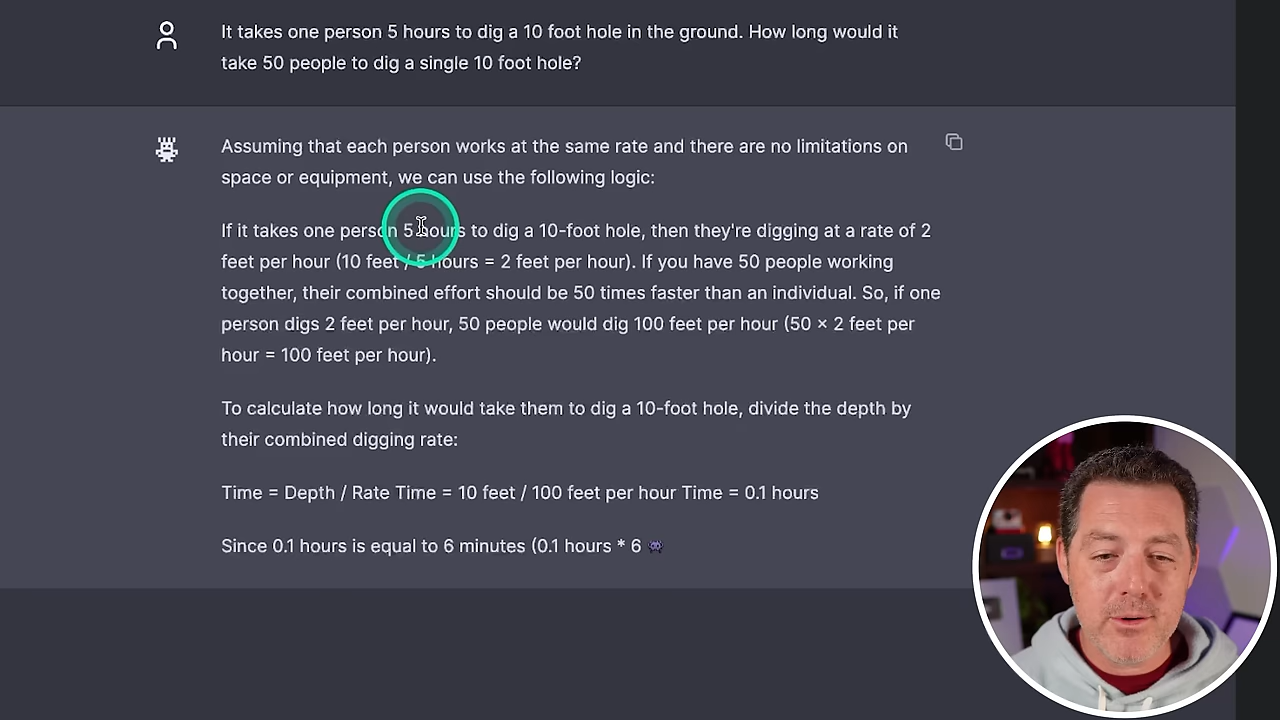 It takes one person 5 hours to dig a 10 foot hole in the ground. How long would it
take 50 people to dig a single 10 foot hole?
Assuming that each person works at the same rate and there are no limitations on
space or equipment, we can use the following logic:
If it takes one person 5 hours to dig a 10-foot hole, then they're digging at a rate of 2
feet per hour (10 feet / 5 hours = 2 feet per hour). If you have 50 people working
together, their combined effort should be 50 times faster than an individual. So, if one
person digs 2 feet per hour, 50 people would dig 100 feet per hour (50 × 2 feet per
hour = 100 feet per hour).
To calculate how long it would take them to dig a 10-foot hole, divide the depth by
their combined digging rate:
Time = Depth / Rate Time = 10 feet / 100 feet per hour Time = 0.1 hours
Since 0.1 hours is equal to 6 minutes (0.1 hours * 6